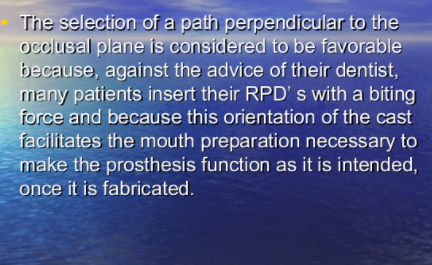 • The selection of a path perpendicular to the
occlusal plane is considered to be favorable
because, against the advice of their dentist,
many patients insert their RPD’ s with a biting
force and because this orientation of the cast
facilitates the mouth preparation necessary to
make the prosthesis function as it is intended,
once it is fabricated.